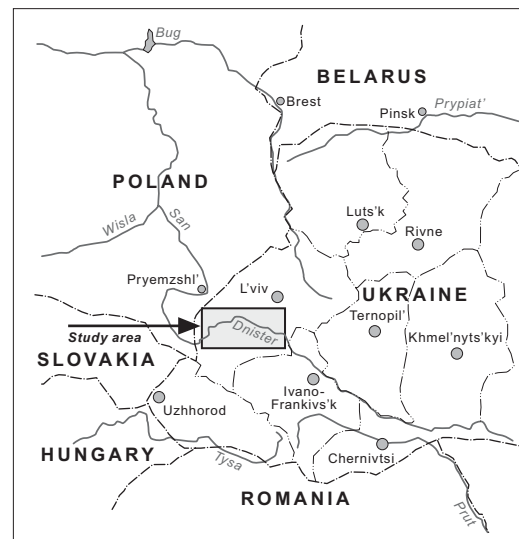 Bug
BELARUS
Brest
Prypiat'
Pinsk
POLAND
Wisla
San
Luts'k
Rivne
Pryemzshl'
L'viv
UKRAINE
Study area
Dnister
Ternopil'
Khmel'nyts'kyi
SLOVAKIA
Ivano-
Frankivs'k
Uzhhorod
HUNGARY
Tysa
Chernivtsi
ROMANIA
Prut